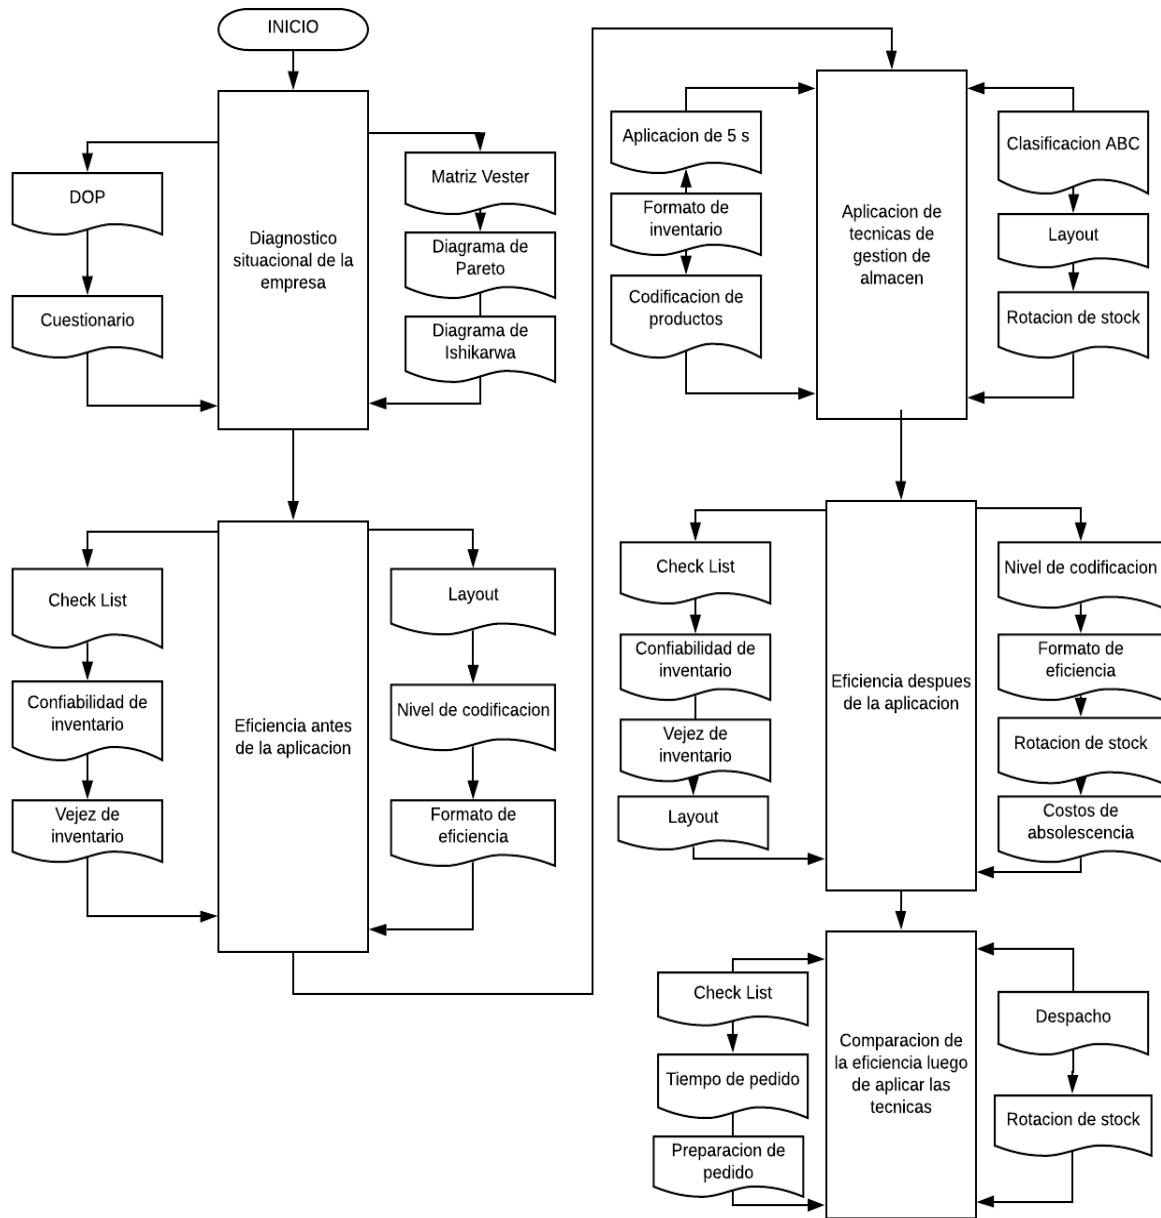 INICIO
DOP
Cuestionario
Diagnostico
situacional de la
empresa
Matriz Vester
Diagrama de
Pareto
Diagrama de
Ishikarwa
Check List
Confiabilidad de
inventario
Vejez de
inventario
Eficiencia antes
de la aplicacion
Layout
Nivel de codificacion
Formato de
eficiencia
Aplicacion de 5 s
Formato de
inventario
Codificacion de
productos
Aplicacion de
tecnicas de
gestion de
almacen
Clasificacion ABC
Layout
Rotacion de stock
Check List
Confiabilidad de
inventario
Vejez de
inventario
Layout
Eficiencia despues
de la aplicacion
Nivel de codificacion
Formato de
eficiencia
Rotacion de stock
Costos de
absolescencia
Check List
Tiempo de pedido
Preparacion de
pedido
Comparacion de
la eficiencia luego
de aplicar las
tecnicas
Despacho
Rotacion de stock